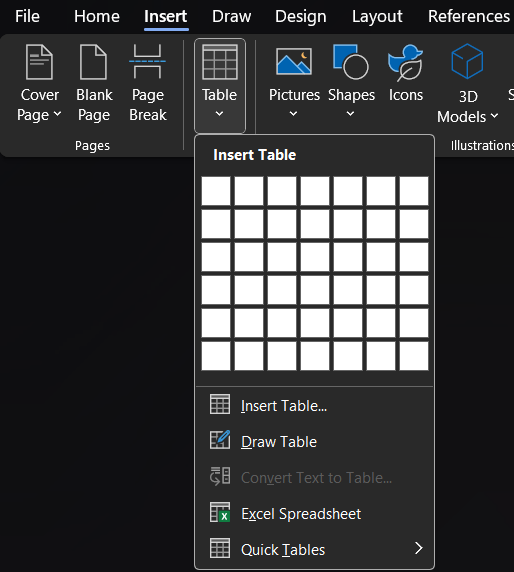 File Home Insert Draw Design Layout References
Cover Page
Blank Page
Page Break
Table
Pictures
Shapes
Icons
3D Models
Pages
Illustrations
Insert Table
Insert Table...
Draw Table
Convert Text to Table...
Excel Spreadsheet
Quick Tables